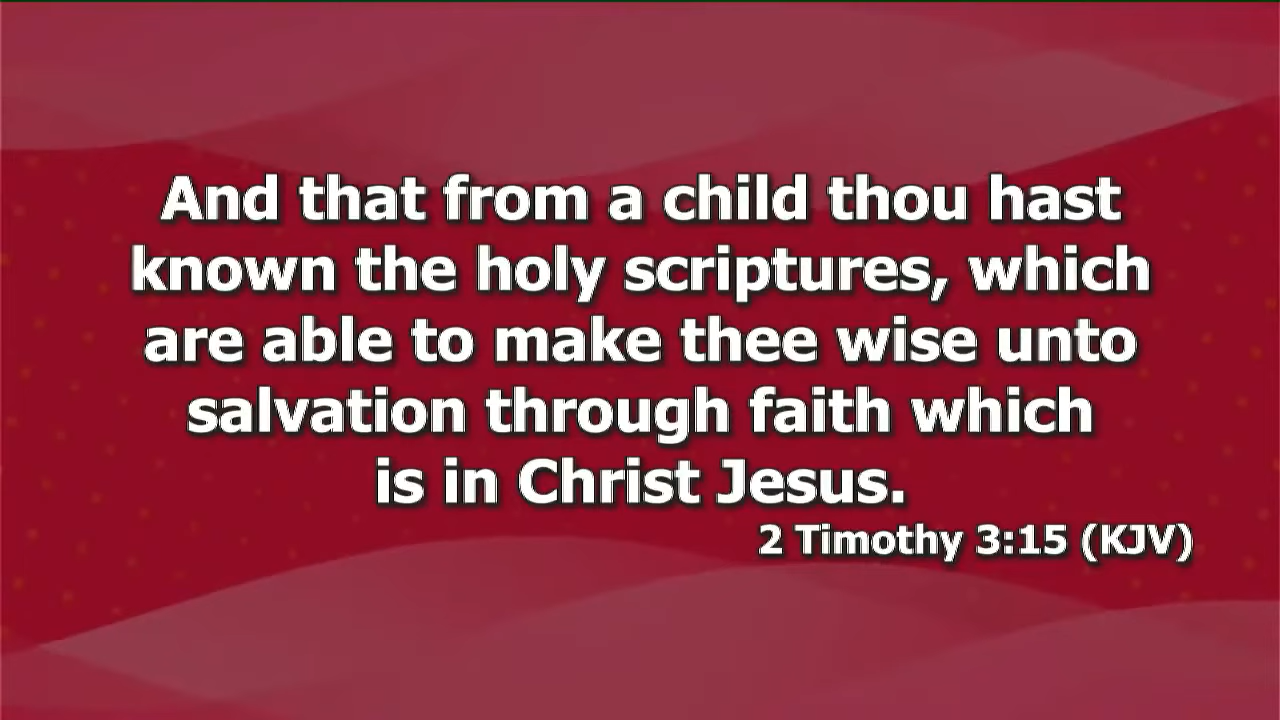 And that from a child thou hast
known the holy scriptures, which
are able to make thee wise unto
salvation through faith which
is in Christ Jesus.
2 Timothy 3:15 (KJV)